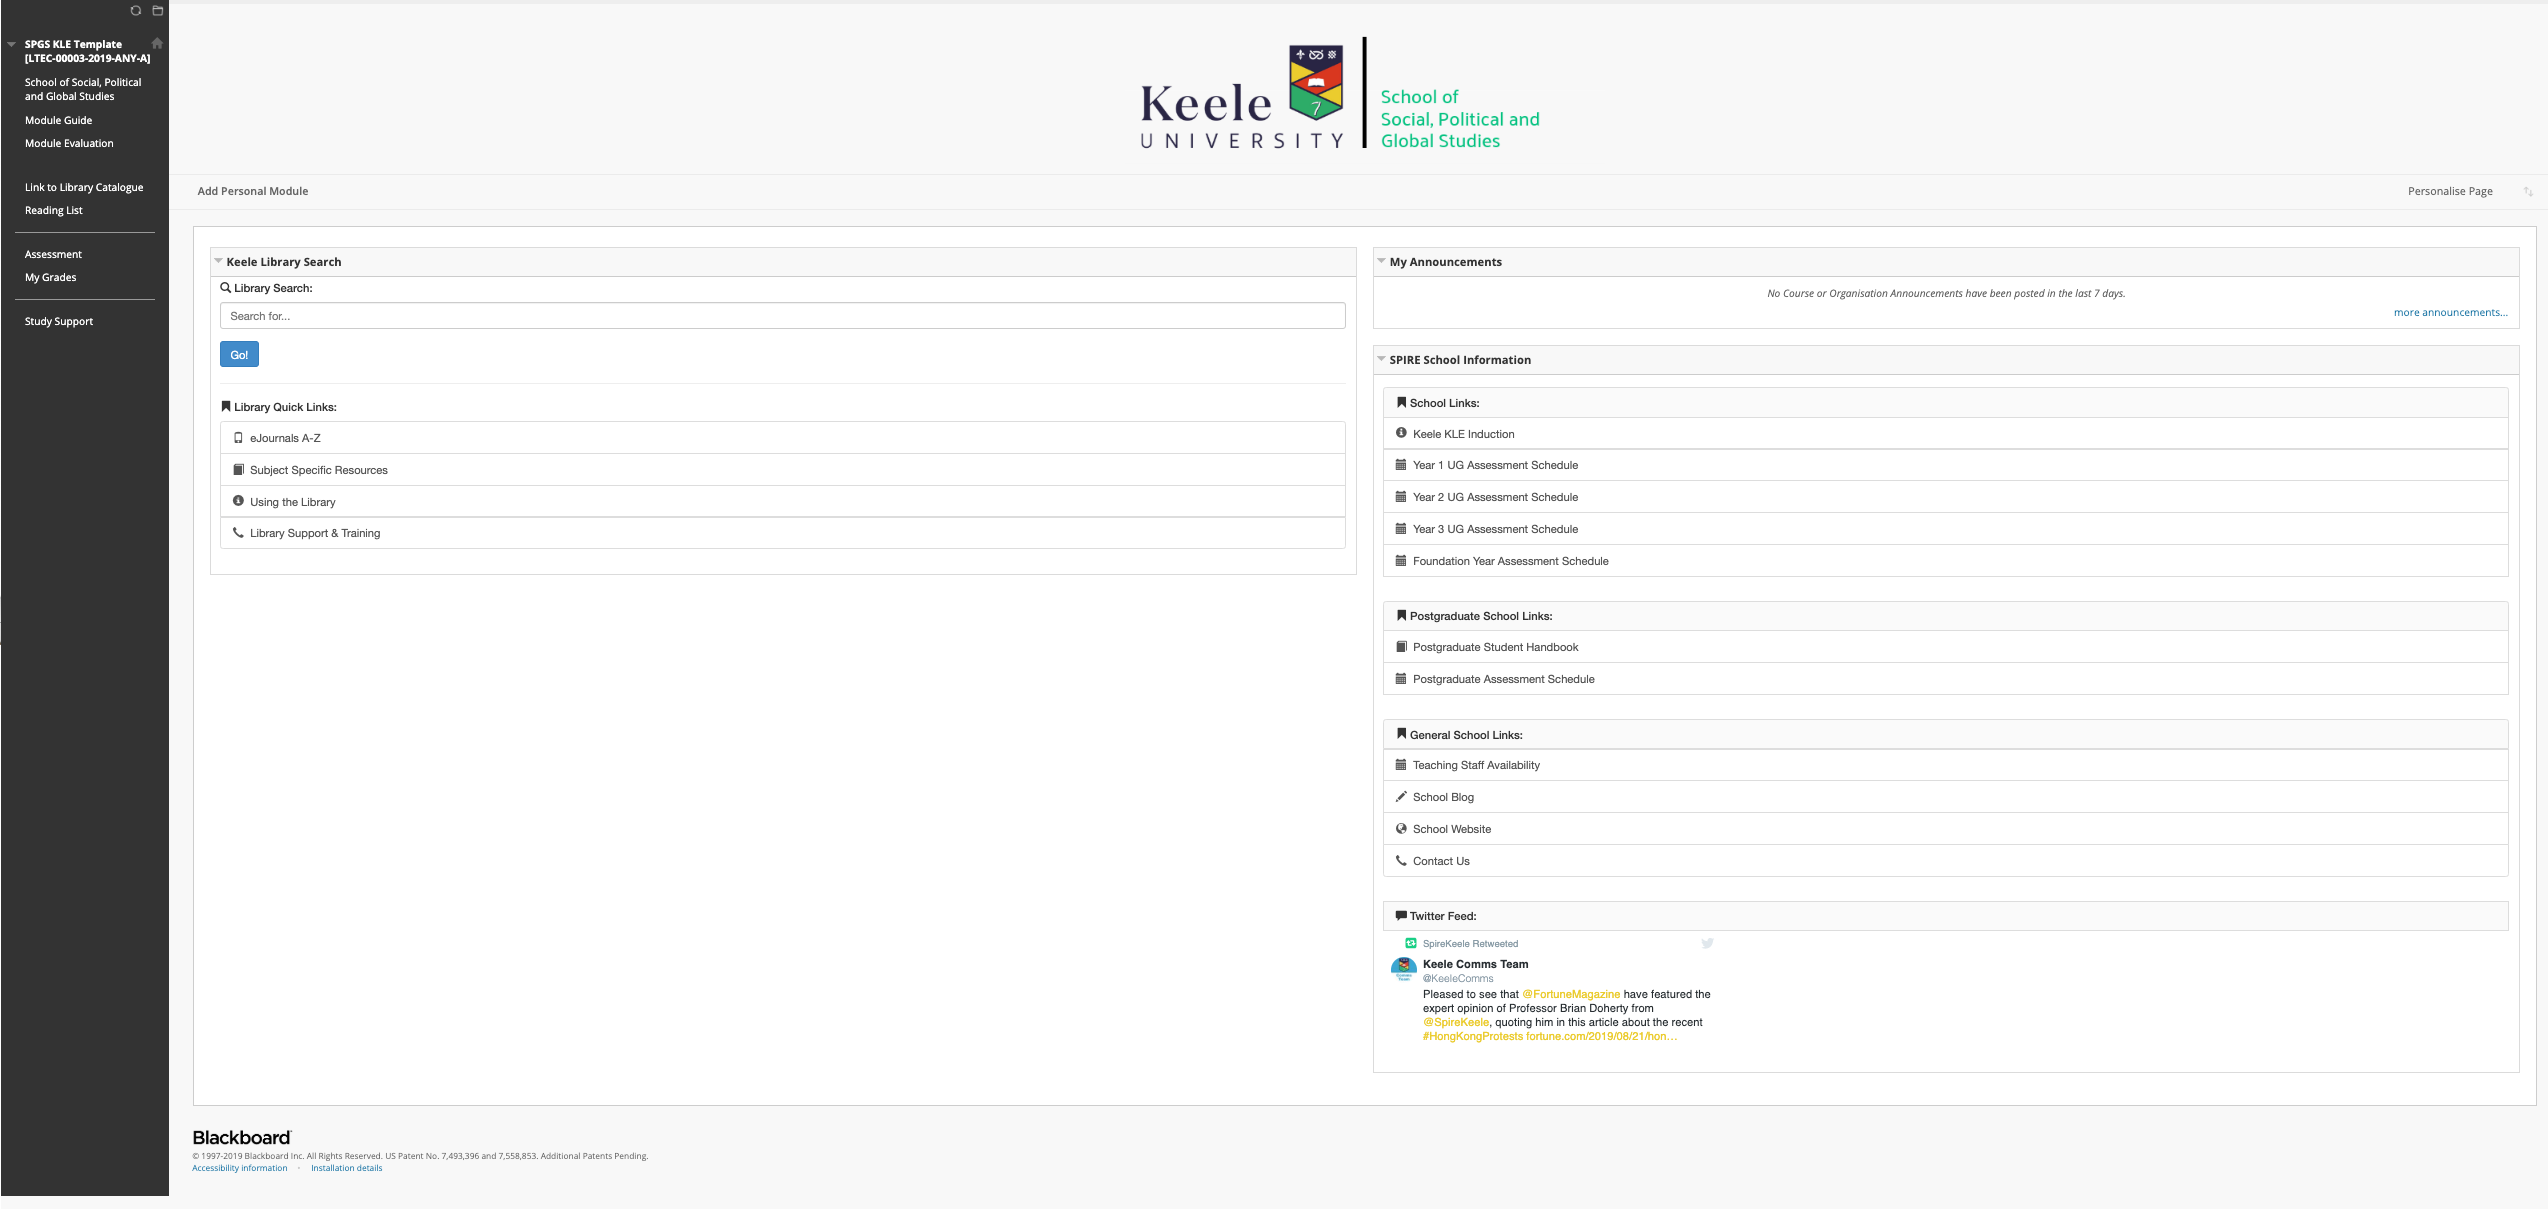 SPGS KLE Template
[LTEC-00003-2019-ANY-A]
School of Social, Political
and Global Studies
Module Guide
Module Evaluation
Link to Library Catalogue
Reading List
Assessment
My Grades
Study Support
Keele
UNIVERSITY
School of
Social, Political and
Global Studies
Add Personal Module
Personalise Page
Keele Library Search
Library Search:
Search for...
Go!
Library Quick Links:
eJournals A-Z
Subject Specific Resources
Using the Library
Library Support & Training
My Announcements
No Course or Organisation Announcements have been posted in the last 7 days.
more announcements...
SPIRE School Information
School Links:
Keele KLE Induction
Year 1 UG Assessment Schedule
Year 2 UG Assessment Schedule
Year 3 UG Assessment Schedule
Foundation Year Assessment Schedule
Postgraduate School Links:
Postgraduate Student Handbook
Postgraduate Assessment Schedule
General School Links:
Teaching Staff Availability
School Blog
School Website
Contact Us
Twitter Feed:
SpireKeele Retweeted
Keele Comms Team
@KeeleComms
Pleased to see that @FortuneMagazine have featured the
expert opinion of Professor Brian Doherty from
@SpireKeele, quoting him in this article about the recent
#HongKongProtests fortune.com/2019/08/21/hon…
Blackboard
© 1997-2019 Blackboard Inc. All Rights Reserved. US Patent No. 7,493,396 and 7,558,853. Additional Patents Pending.
Accessibility information · Installation details